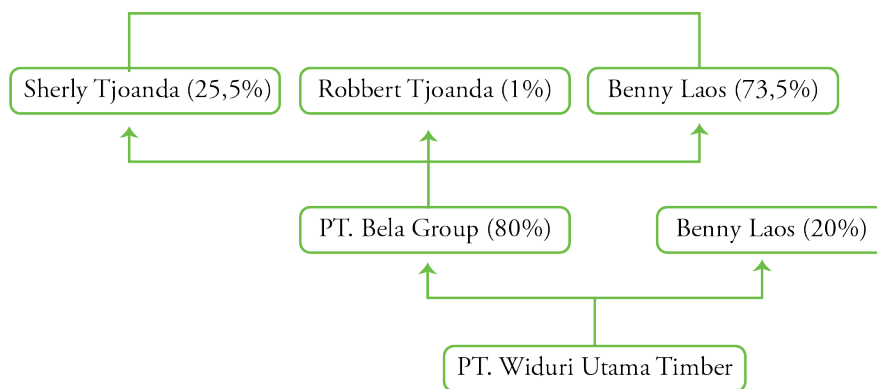 Sherly Tjoanda (25,5%)
Robbert Tjoanda (1%)
Benny Laos (73,5%)
PT. Bela Group (80%)
Benny Laos (20%)
PT. Widuri Utama Timber